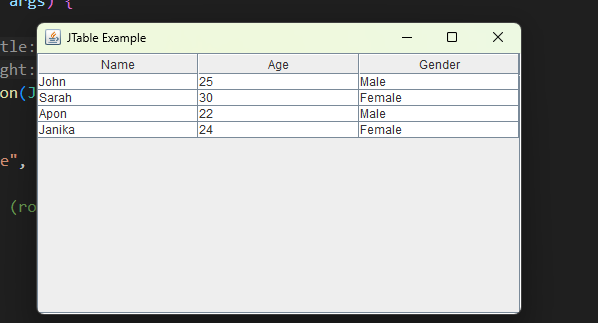 args) {
JTable Example
tle:
ght:
on(J
e",
(ro
Name Age Gender
John 25 Male
Sarah 30 Female
Apon 22 Male
Janika 24 Female